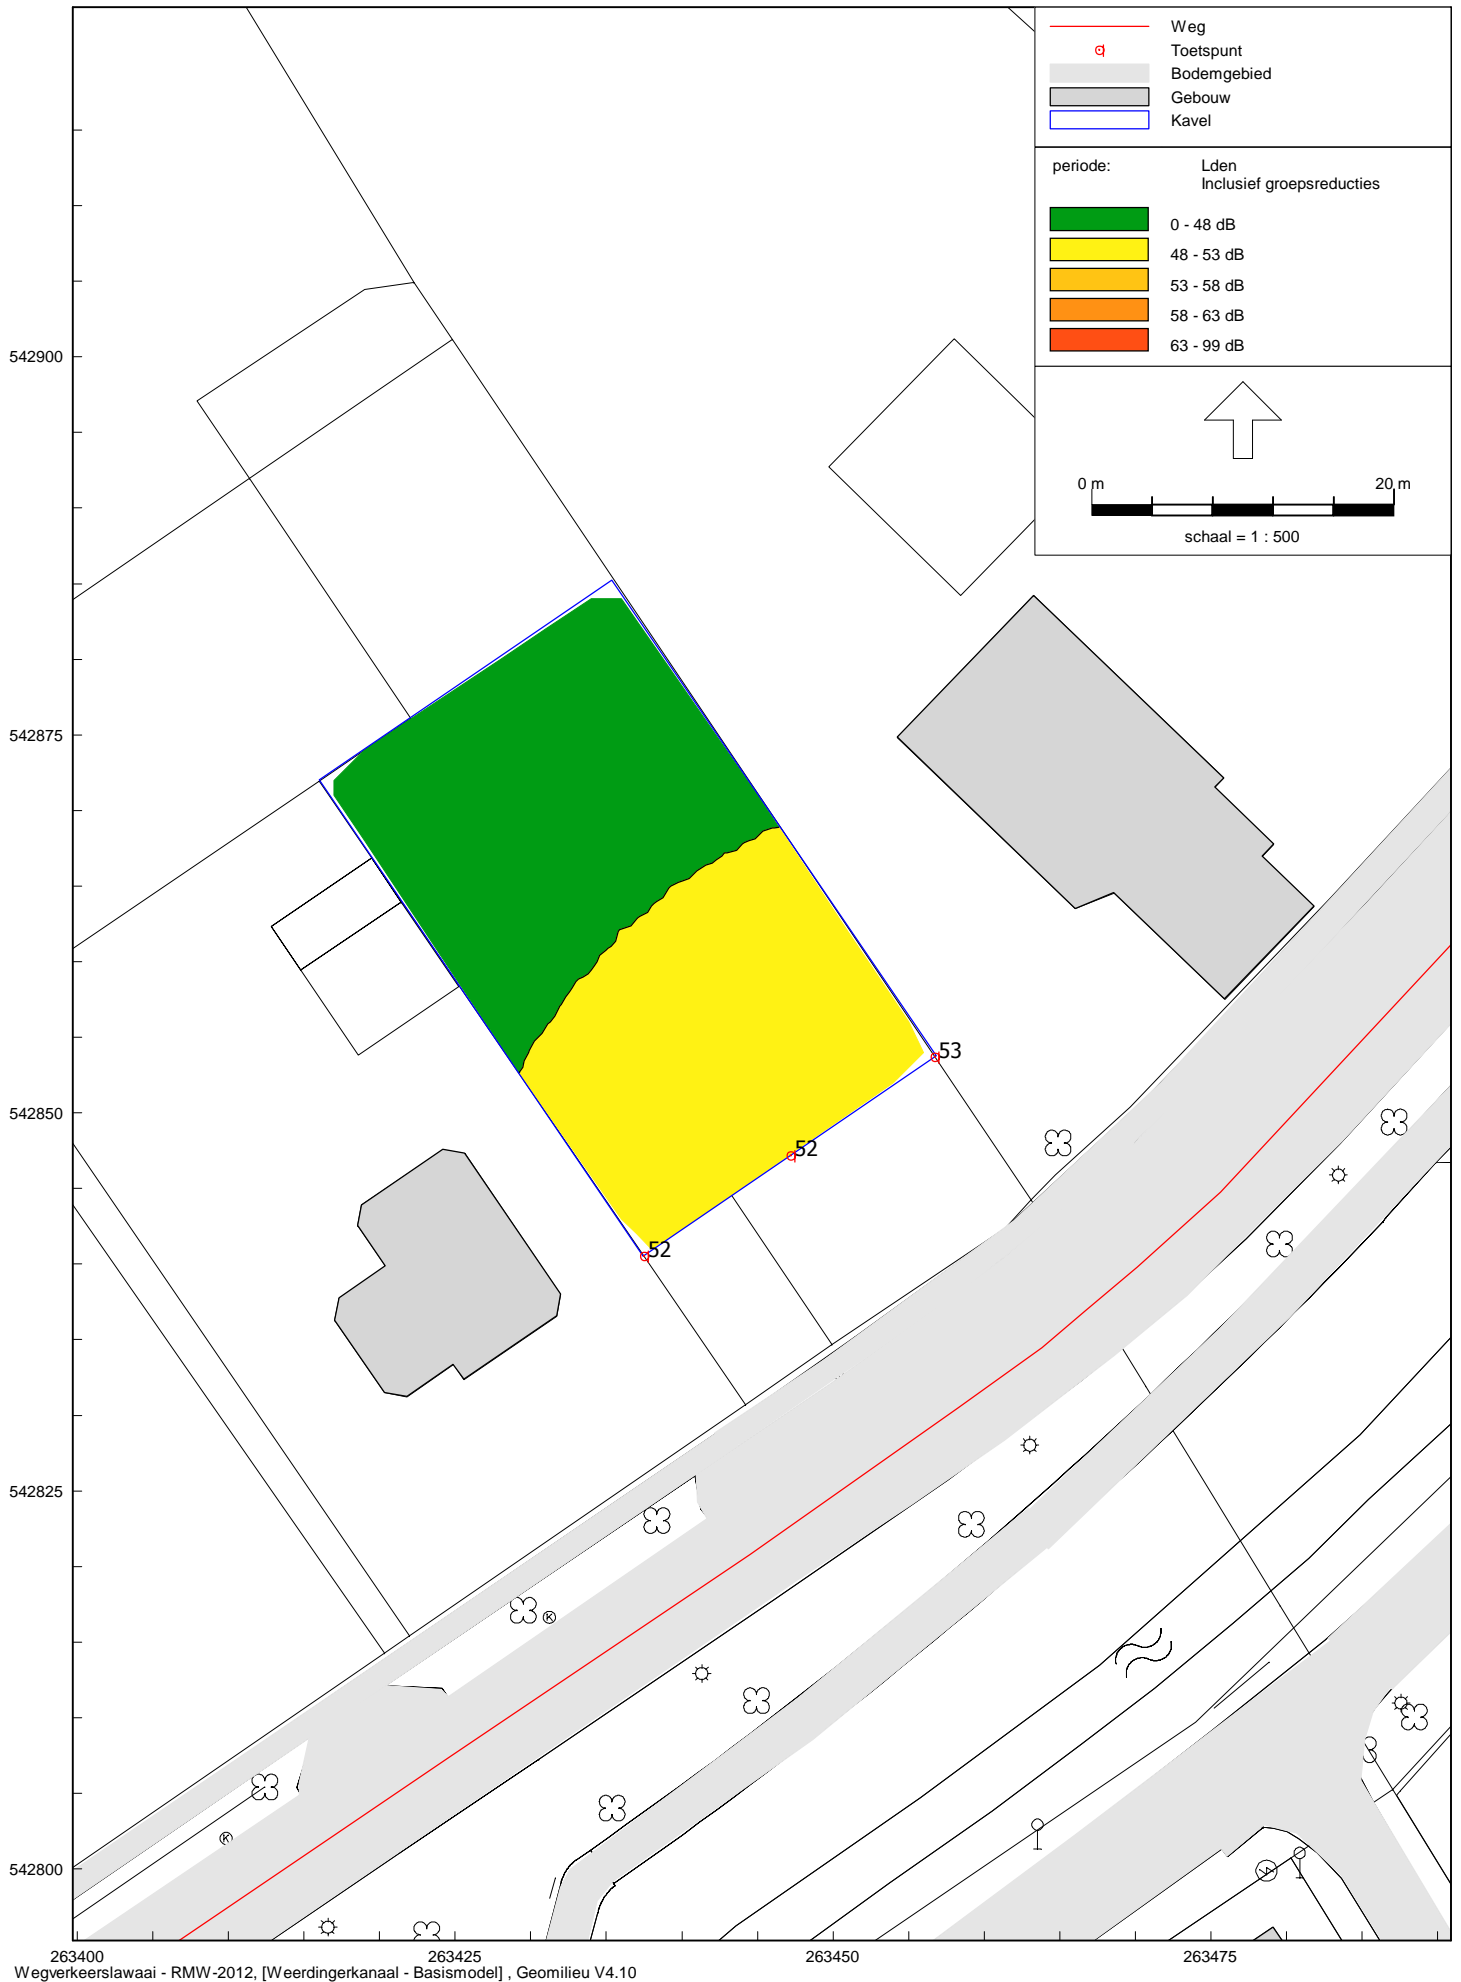 Weg
Toetspunt
Bodemgebied
Gebouw
Kavel
periode: Lden
Inclusief groepsreducties
0 - 48 dB
48 - 53 dB
53 - 58 dB
58 - 63 dB
63 - 99 dB
0 m 20 m
schaal = 1 : 500
542900
542875
53
542850
52
52
542825
K
K
542800
263400 263425 263450 263475
Wegverkeerslawaai - RMW-2012, [Weerdingerkanaal - Basismodel] , Geomilieu V4.10